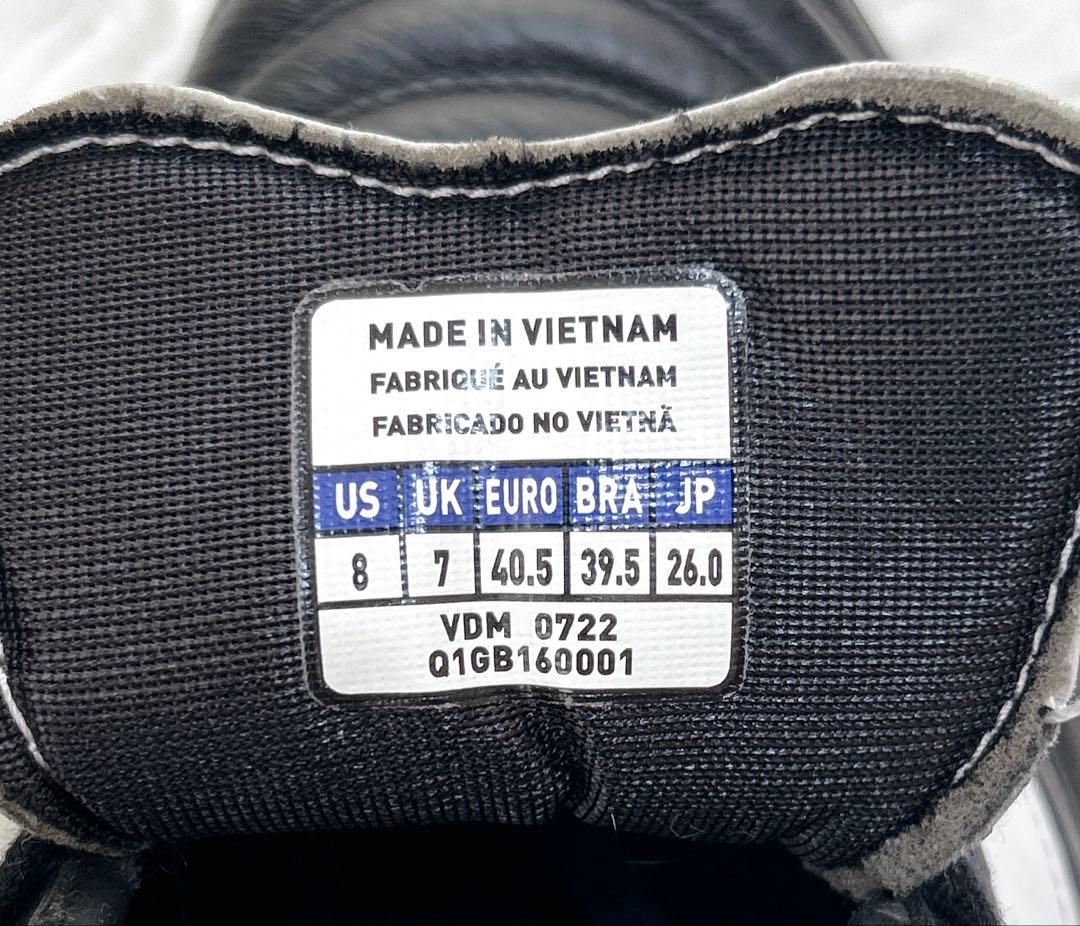 MADE IN VIETNAM
FABRIQUÉ AU VIETNAM
FABRICADO NO VIETNÃ
US UK EURO BRA JP
8 7 40.5 39.5 26.0
VDM 0722
Q1GB160001